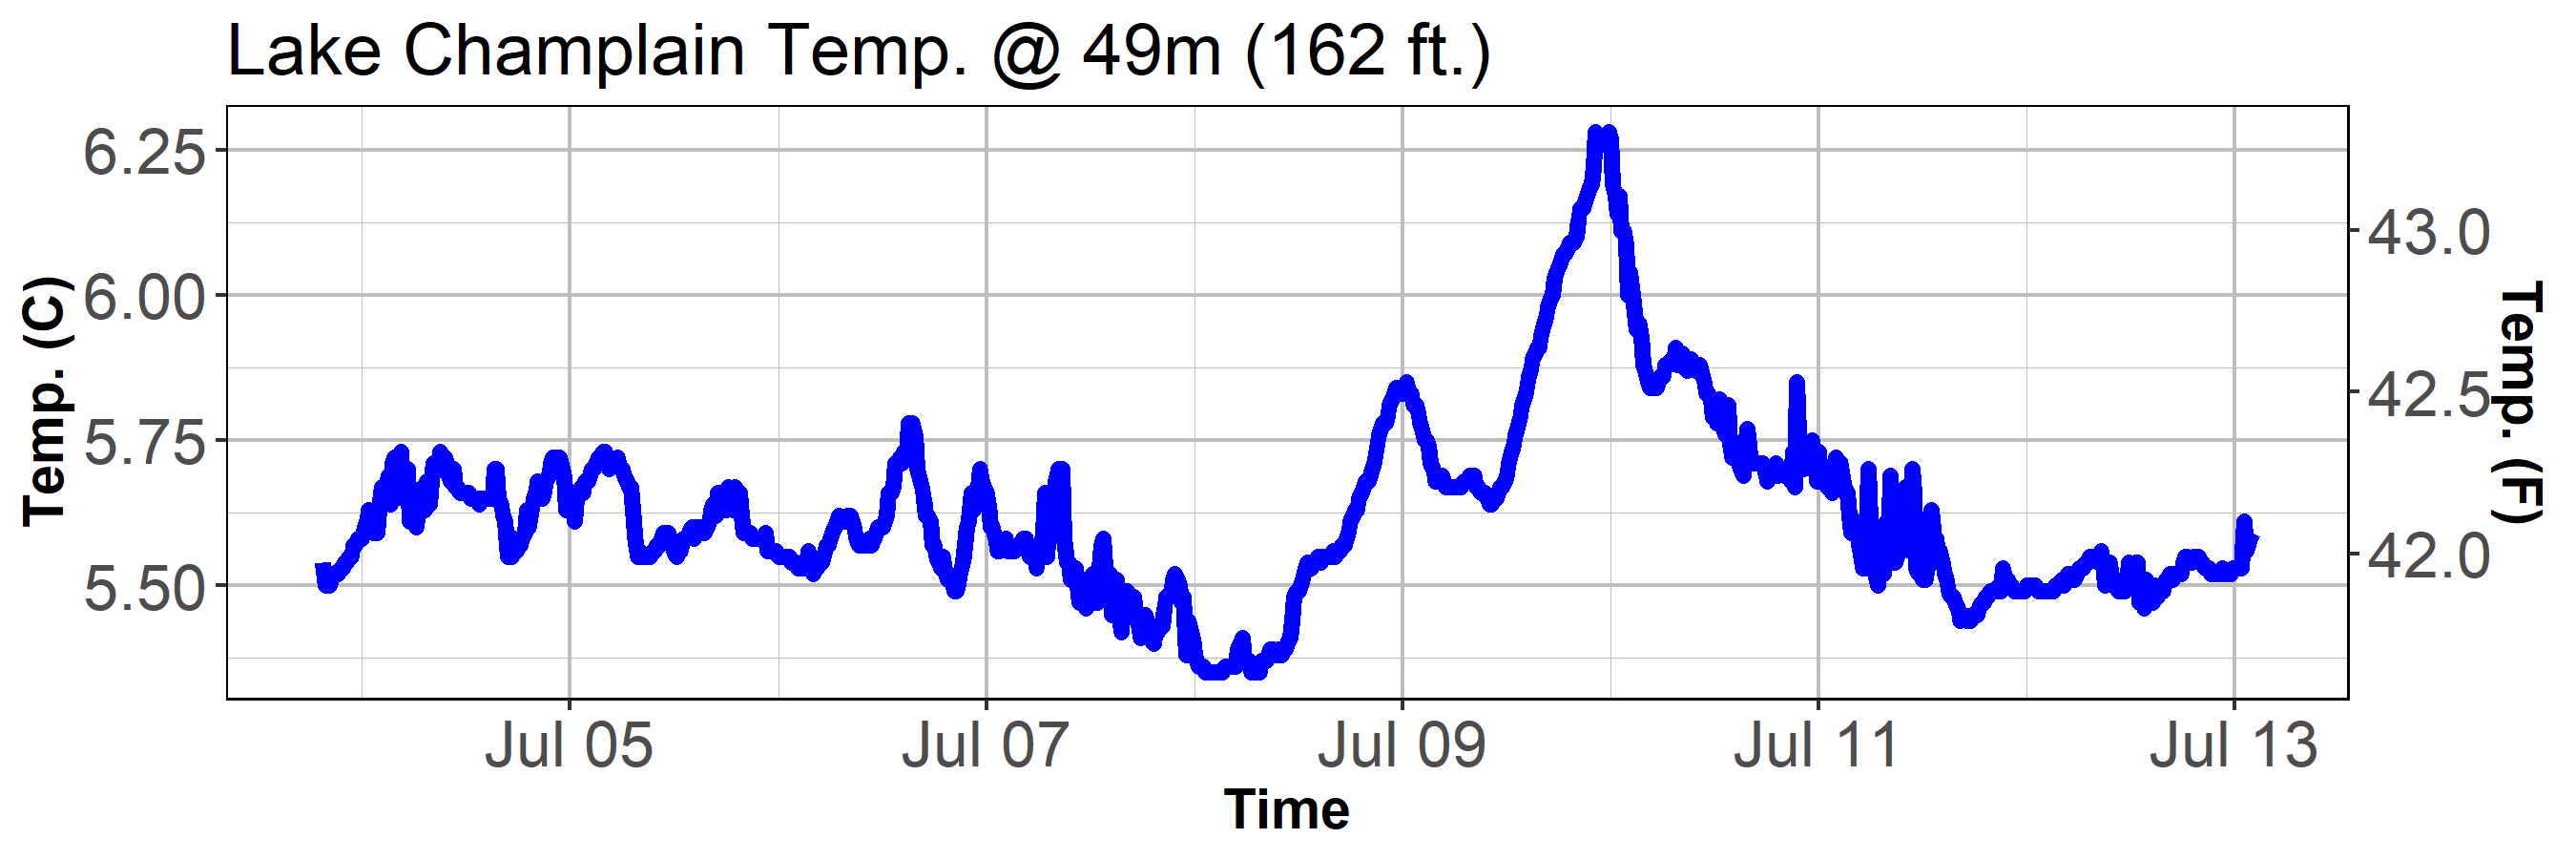 Lake Champlain Temp. @ 49m (162 ft.)
Temp. (C)
6.25
6.00
5.75
5.50
43.0
42.5
42.0
Temp. (F)
Jul 05 Jul 07 Jul 09 Jul 11 Jul 13
Time